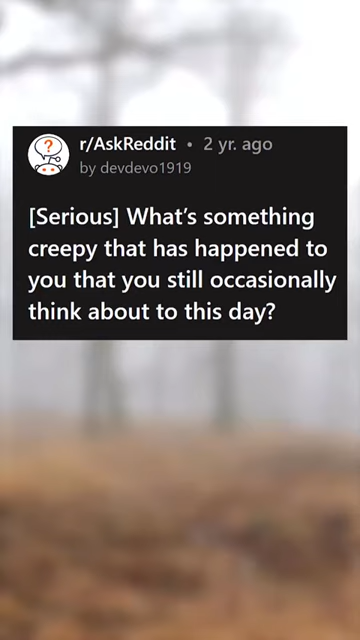 r/AskReddit • 2 yr. ago
by devdevo1919
[Serious] What's something
creepy that has happened to
you that you still occasionally
think about to this day?